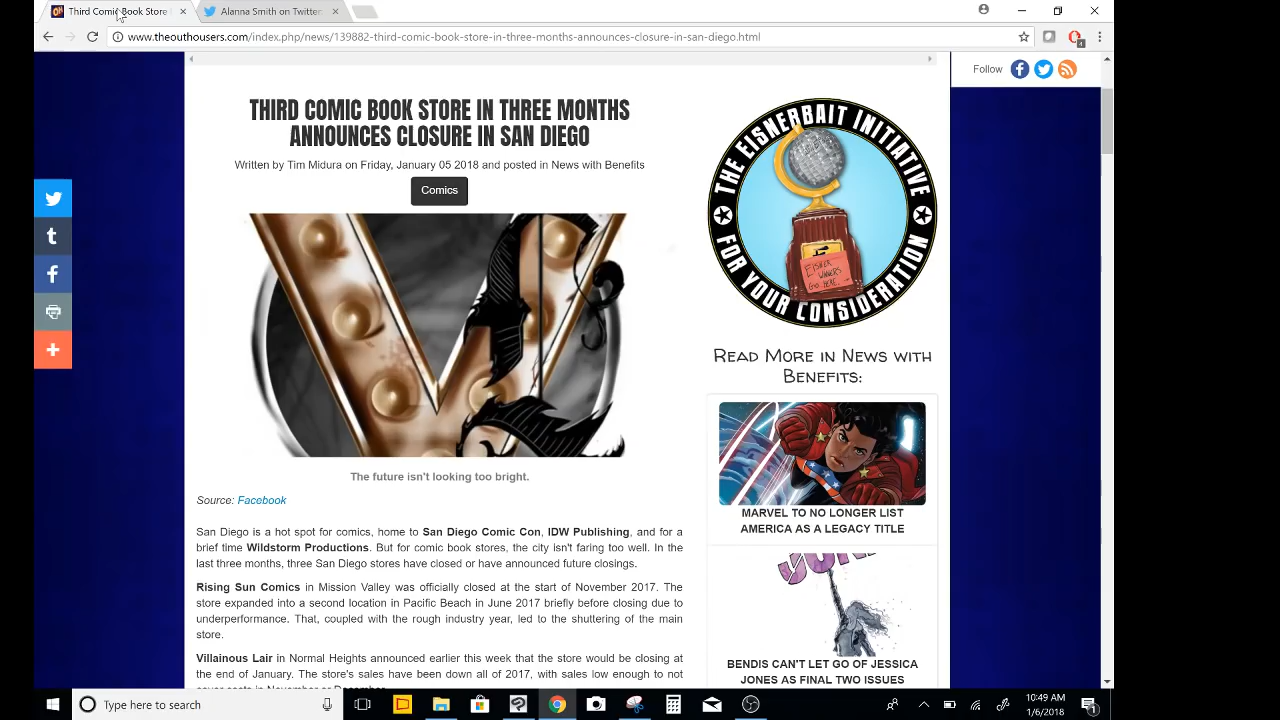 Third Comic Book Store
Alanna Smith on Twitter
www.theouthousers.com/index.php/news/139882-third-comic-book-store-in-three-months-announces-closure-in-san-diego.html
4
Follow
THIRD COMIC BOOK STORE IN THREE MONTHS
ANNOUNCES CLOSURE IN SAN DIEGO
Written by Tim Midura on Friday, January 05 2018 and posted in News with Benefits
Comics
V
The future isn't looking too bright.
Source: Facebook
San Diego is a hot spot for comics, home to San Diego Comic Con, IDW Publishing, and for a
brief time Wildstorm Productions. But for comic book stores, the city isn't faring too well. In the
last three months, three San Diego stores have closed or have announced future closings.
Rising Sun Comics in Mission Valley was officially closed at the start of November 2017. The
store expanded into a second location in Pacific Beach in June 2017 briefly before closing due to
underperformance. That, coupled with the rough industry year, led to the shuttering of the main
store.
Villainous Lair in Normal Heights announced earlier this week that the store would be closing at
the end of January. The store's sales have been down all of 2017, with sales low enough to not
THE EISNERBAIT INITIATIVE
EISNER
WINNERS
GO HERE
FOR YOUR CONSIDERATION
READ MORE IN NEWS WITH
BENEFITS:
MARVEL TO NO LONGER LIST
AMERICA AS A LEGACY TITLE
BENDIS CAN'T LET GO OF JESSICA
JONES AS FINAL TWO ISSUES
Type here to search
10:49 AM
1/6/2018
1